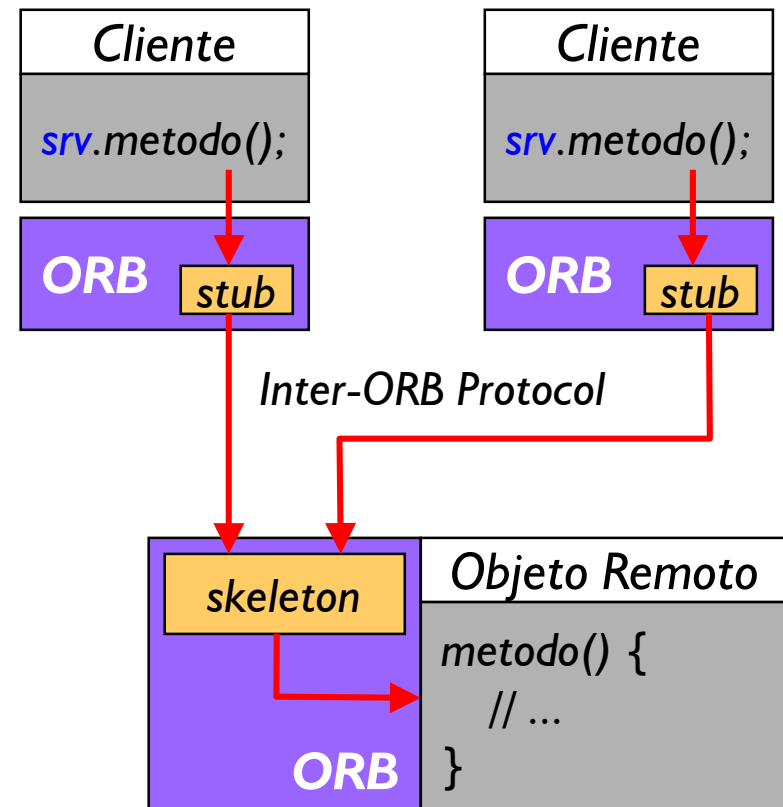 Cliente
srv.metodo();
ORB
stub
Cliente
srv.metodo();
ORB
stub
Inter-ORB Protocol
skeleton
ORB
Objeto Remoto
metodo() {
// ...
}